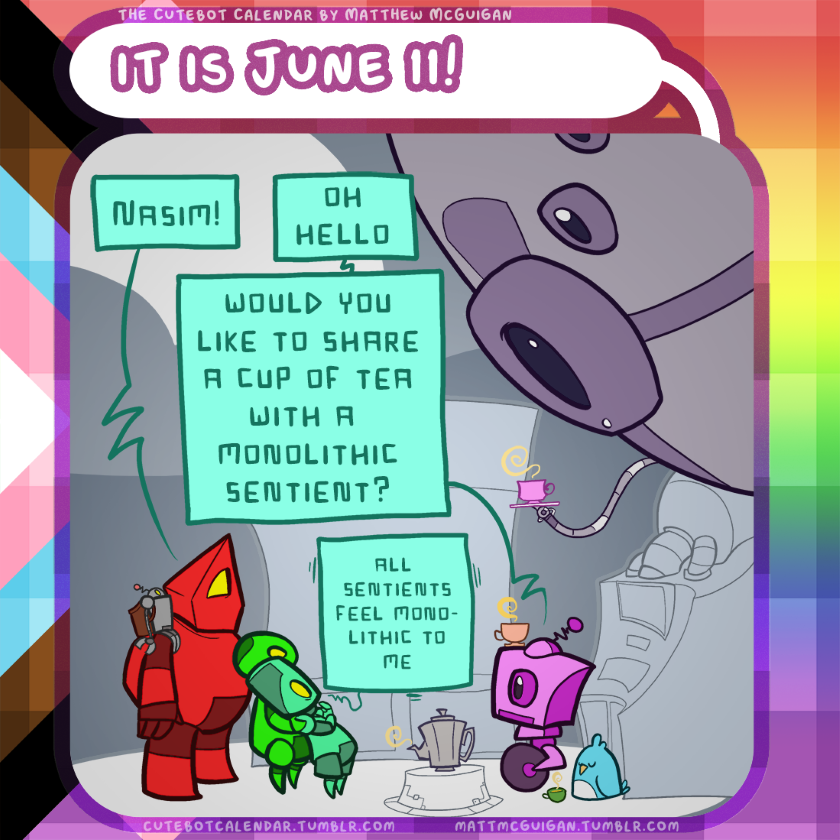 THE CUTEBOT CALENDAR BY MATTHEW MCGUIGAN
IT IS JUNE 11!
NASIM!
OH
HELLO
WOULD YOU
LIKE TO SHARE
A CUP OF TEA
WITH A
MONOLITHIC
SENTIENT?
ALL
SENTIENTS
FEEL MONO-
LITHIC TO
ME
CUTEBOTCALENDAR.TUMBLR.COM
MATTMCGUIGAN.TUMBLR.COM